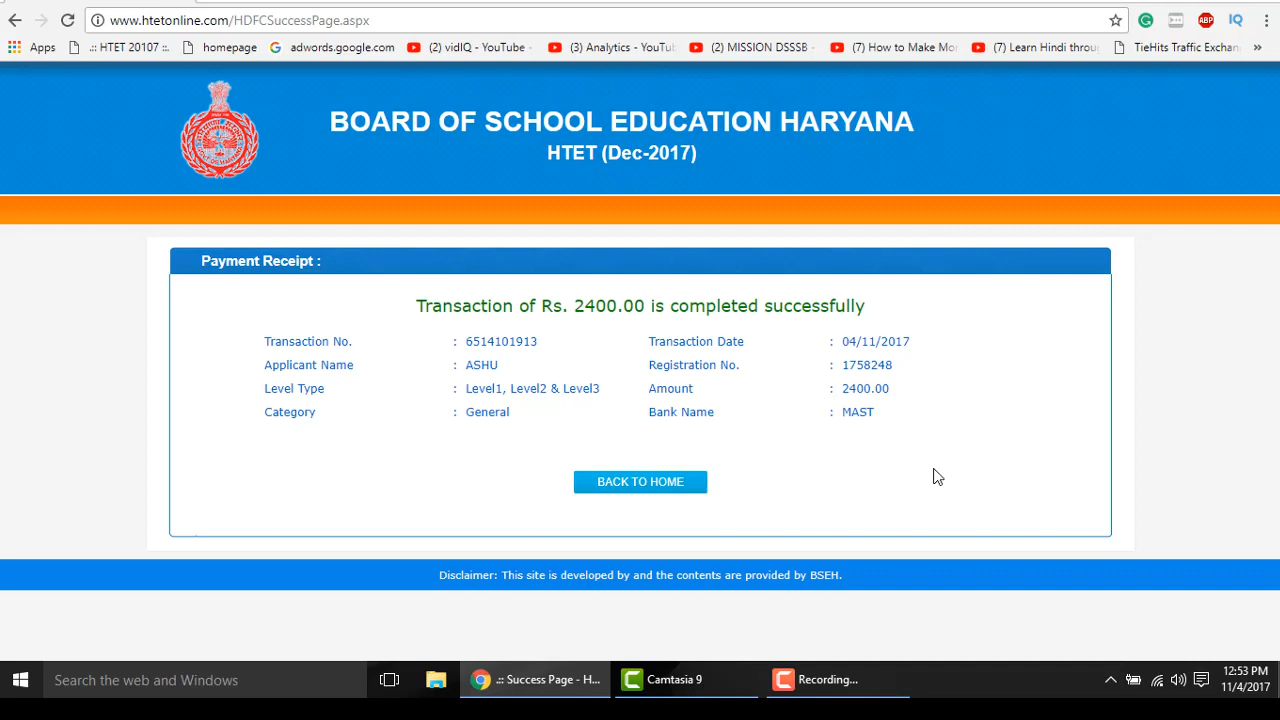 www.htetonline.com/HDFCSuccessPage.aspx
Apps .:: HTET 20107 ::. homepage adwords.google.com (2) vidIQ - YouTube - (3) Analytics - YouTu (2) MISSION DSSSB - (7) How to Make Mo (7) Learn Hindi throu TieHits Traffic Exchan »
BOARD OF SCHOOL EDUCATION HARYANA
HTET (Dec-2017)
Payment Receipt :
Transaction of Rs. 2400.00 is completed successfully
Transaction No. : 6514101913 Transaction Date : 04/11/2017
Applicant Name : ASHU Registration No. : 1758248
Level Type : Level1, Level2 & Level3 Amount : 2400.00
Category : General Bank Name : MAST
BACK TO HOME
Disclaimer: This site is developed by and the contents are provided by BSEH.
Search the web and Windows .:: Success Page - H... Camtasia 9 Recording... 12:53 PM
11/4/2017